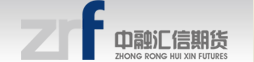 zrf
中融汇信期货
ZHONG RONG HUI XIN FUTURES